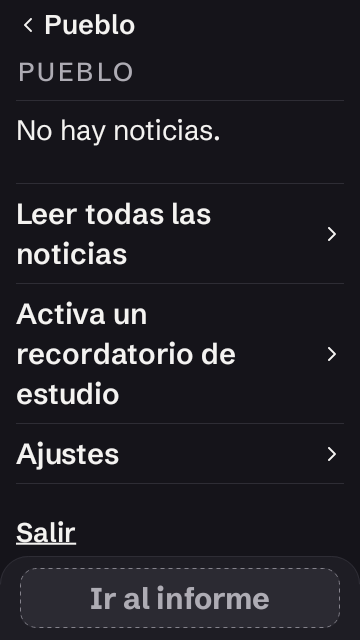 Pueblo
PUEBLO
No hay noticias.
Leer todas las
noticias
Activa un
recordatorio de
estudio
Ajustes
Salir
Ir al informe